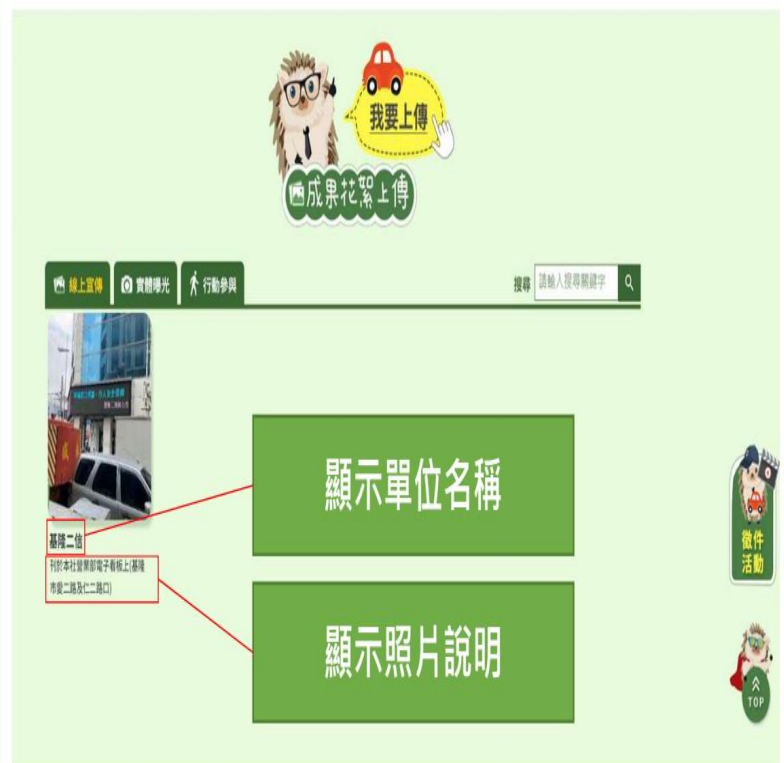 我要上傳
成果花絮上傳
線上宣傳
實體曝光
行動參與
搜尋
請輸入搜尋關鍵字
基隆二信
刊於本社營業部電子看板上(基隆
市愛二路及仁二路口)
顯示單位名稱
顯示照片說明
徵件
活動
TOP